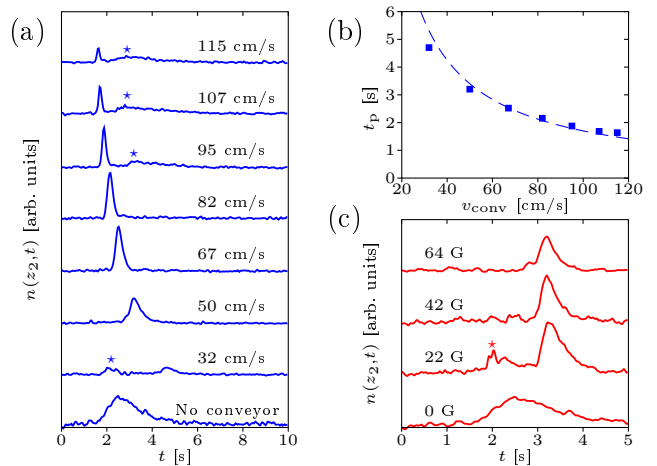 (a)
115 cm/s
107 cm/s
95 cm/s
82 cm/s
67 cm/s
50 cm/s
32 cm/s
No conveyor
n(z₂,t) [arb. units]
0 2 4 6 8 10
t [s]
(b)
6
5
4
3
2
1
0
tₚ [s]
20 40 60 80 100 120
v_conv [cm/s]
(c)
64 G
42 G
22 G
0 G
n(z₂,t) [arb. units]
0 1 2 3 4 5
t [s]